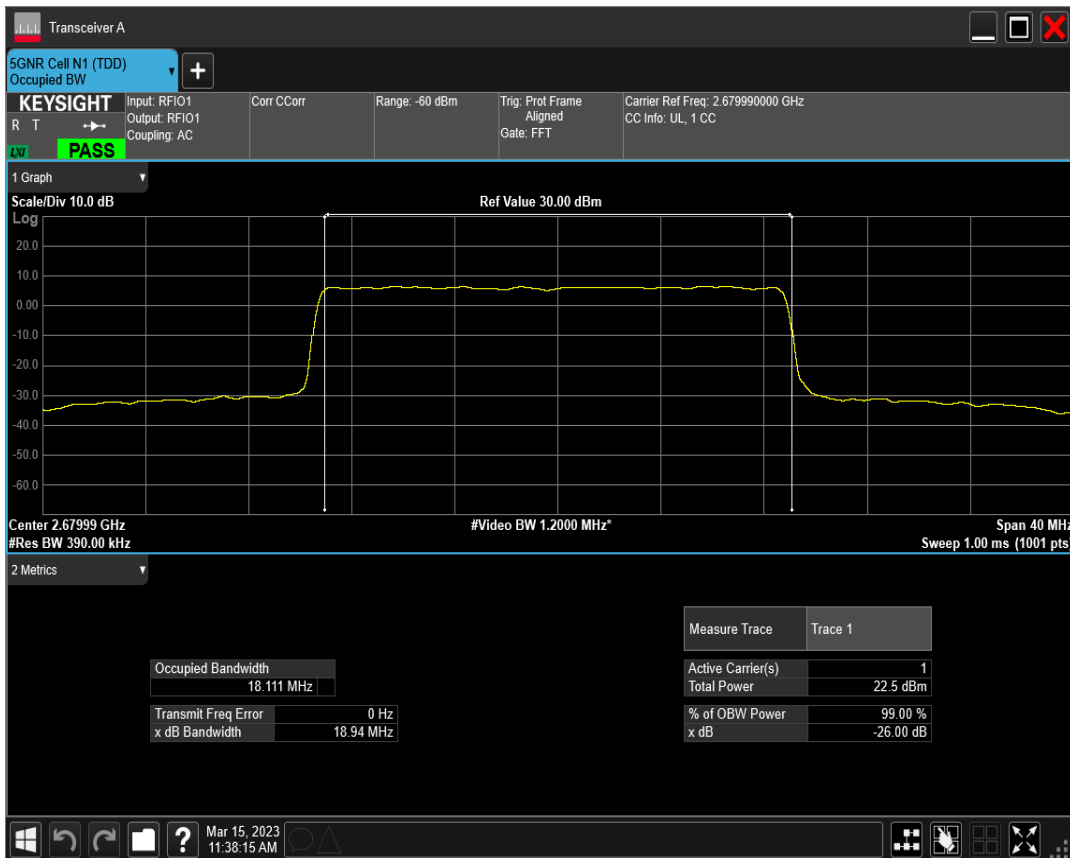 Transceiver A
5GNR Cell N1 (TDD)
Occupied BW
KEYSIGHT
R T
LXI
PASS
Input: RFIO1
Output: RFIO1
Coupling: AC
Corr CCorr
Range: -60 dBm
Trig: Prot Frame
Aligned
Gate: FFT
Carrier Ref Freq: 2.679990000 GHz
CC Info: UL, 1 CC
1 Graph
Scale/Div 10.0 dB
Ref Value 30.00 dBm
Log
20.0
10.0
0.00
-10.0
-20.0
-30.0
-40.0
-50.0
-60.0
Center 2.67999 GHz
#Video BW 1.2000 MHz*
Span 40 MHz
#Res BW 390.00 kHz
Sweep 1.00 ms (1001 pts)
2 Metrics
Measure Trace Trace 1
Occupied Bandwidth
18.111 MHz
Active Carrier(s) 1
Total Power 22.5 dBm
Transmit Freq Error 0 Hz
x dB Bandwidth 18.94 MHz
% of OBW Power 99.00 %
x dB -26.00 dB
?
Mar 15, 2023
11:38:15 AM